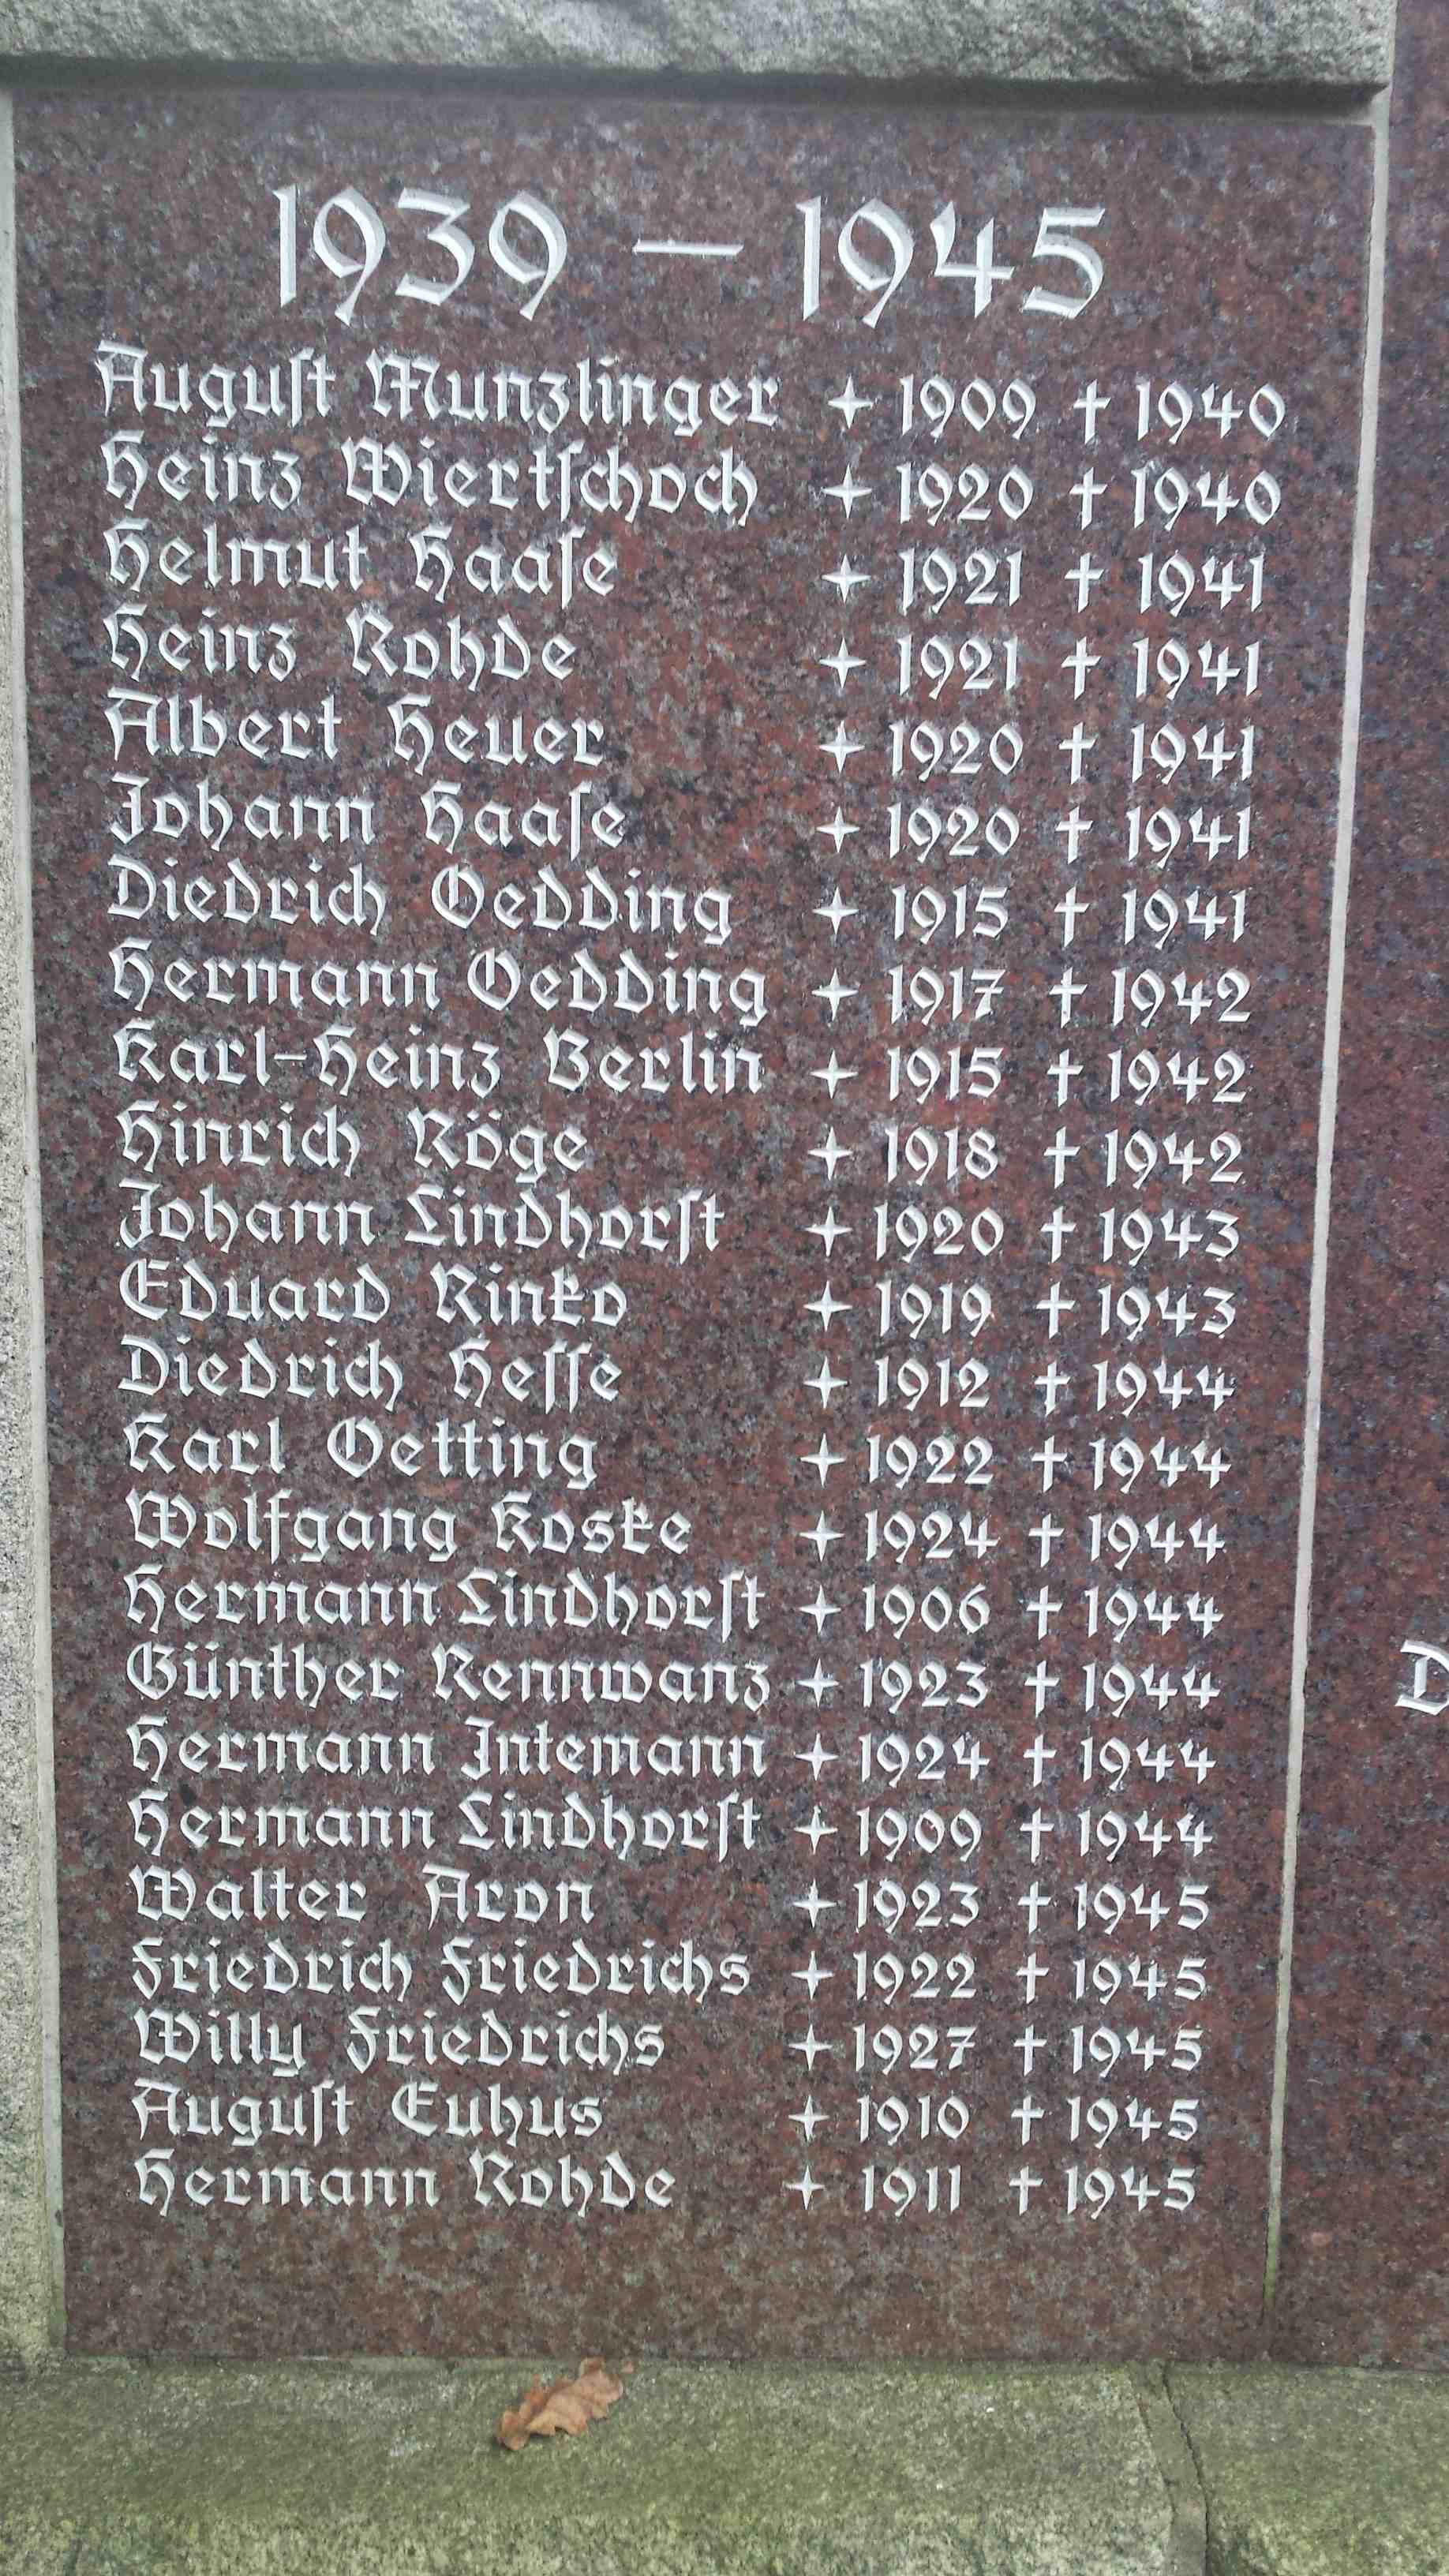 1939 – 1945
Auguſt Munzlinger + 1909 † 1940
Heinz Wiertſchoch + 1920 † 1940
Helmut Haaſe + 1921 † 1941
Heinz Rohde + 1921 † 1941
Albert Heuer + 1920 † 1941
Johann Haaſe + 1920 † 1941
Diedrich Oedding + 1915 † 1941
Hermann Oedding + 1917 † 1942
Karl-Heinz Berlin + 1915 † 1942
Hinrich Röge + 1918 † 1942
Johann Lindhorſt + 1920 † 1943
Eduard Rinko + 1919 † 1943
Diedrich Heſſe + 1912 † 1944
Karl Oetting + 1922 † 1944
Wolfgang Koske + 1924 † 1944
Hermann Lindhorſt + 1906 † 1944
Günther Rennwanz + 1923 † 1944
Hermann Intemann + 1924 † 1944
Hermann Lindhorſt + 1909 † 1944
Walter Aron + 1923 † 1945
Friedrich Friedrichs + 1922 † 1945
Willy Friedrichs + 1927 † 1945
Auguſt Euhus + 1910 † 1945
Hermann Rohde + 1911 † 1945